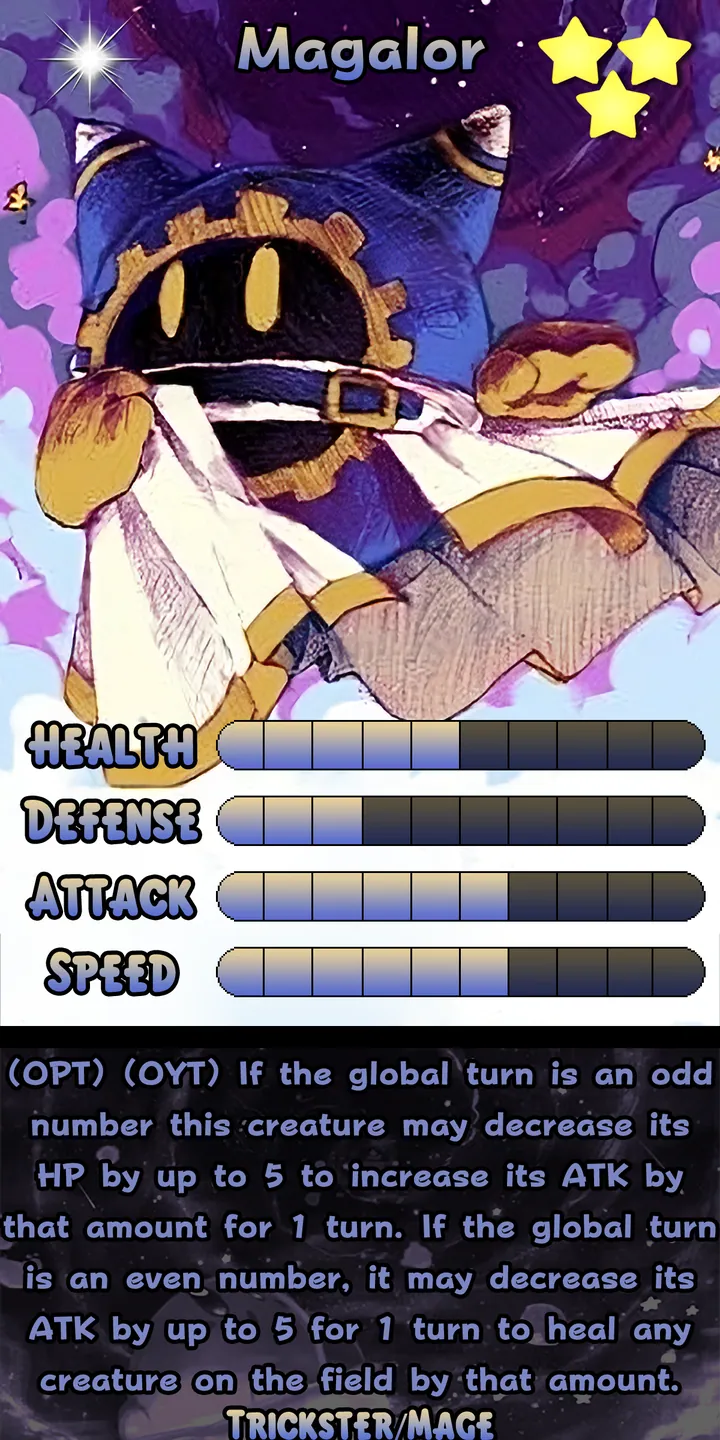 Magalor
HEALTH
DEFENSE
ATTACK
SPEED
(OPT) (OYT) If the global turn is an odd
number this creature may decrease its
HP by up to 5 to increase its ATK by
that amount for 1 turn. If the global turn
is an even number, it may decrease its
ATK by up to 5 for 1 turn to heal any
creature on the field by that amount.
TRICKSTER/MAGE